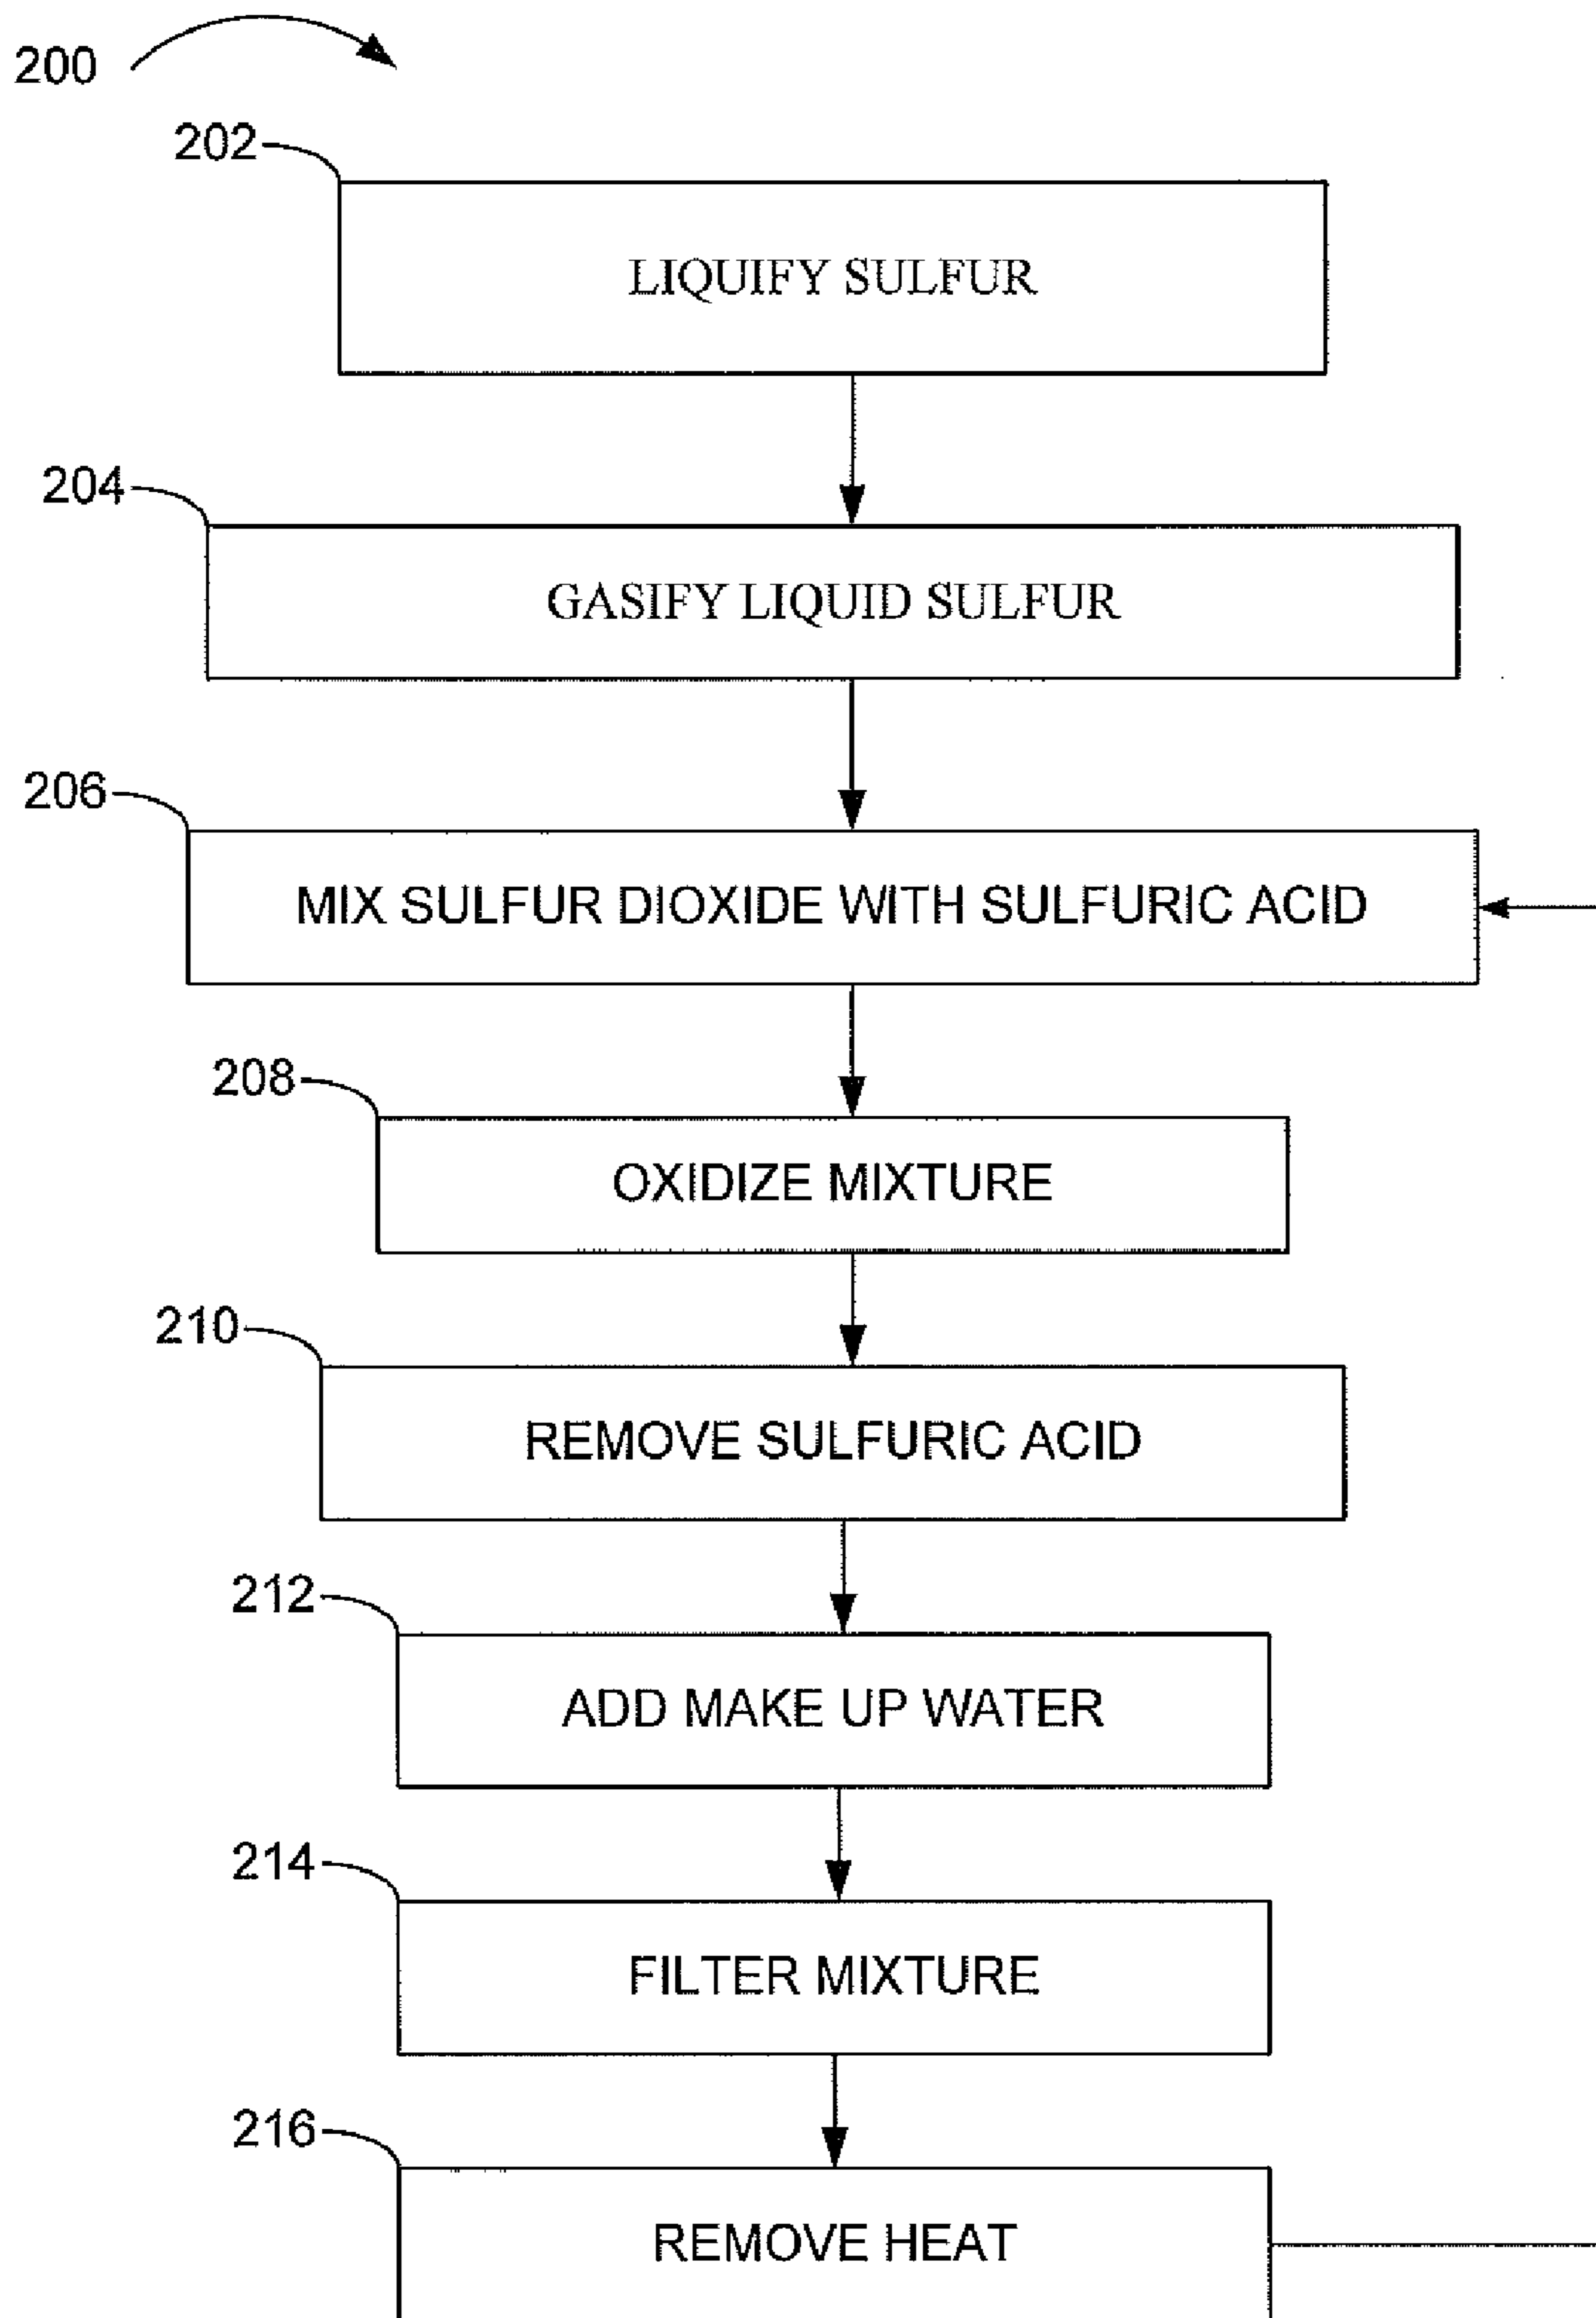 200
202
LIQUIFY SULFUR
204
GASIFY LIQUID SULFUR
206
MIX SULFUR DIOXIDE WITH SULFURIC ACID
208
OXIDIZE MIXTURE
210
REMOVE SULFURIC ACID
212
ADD MAKE UP WATER
214
FILTER MIXTURE
216
REMOVE HEAT